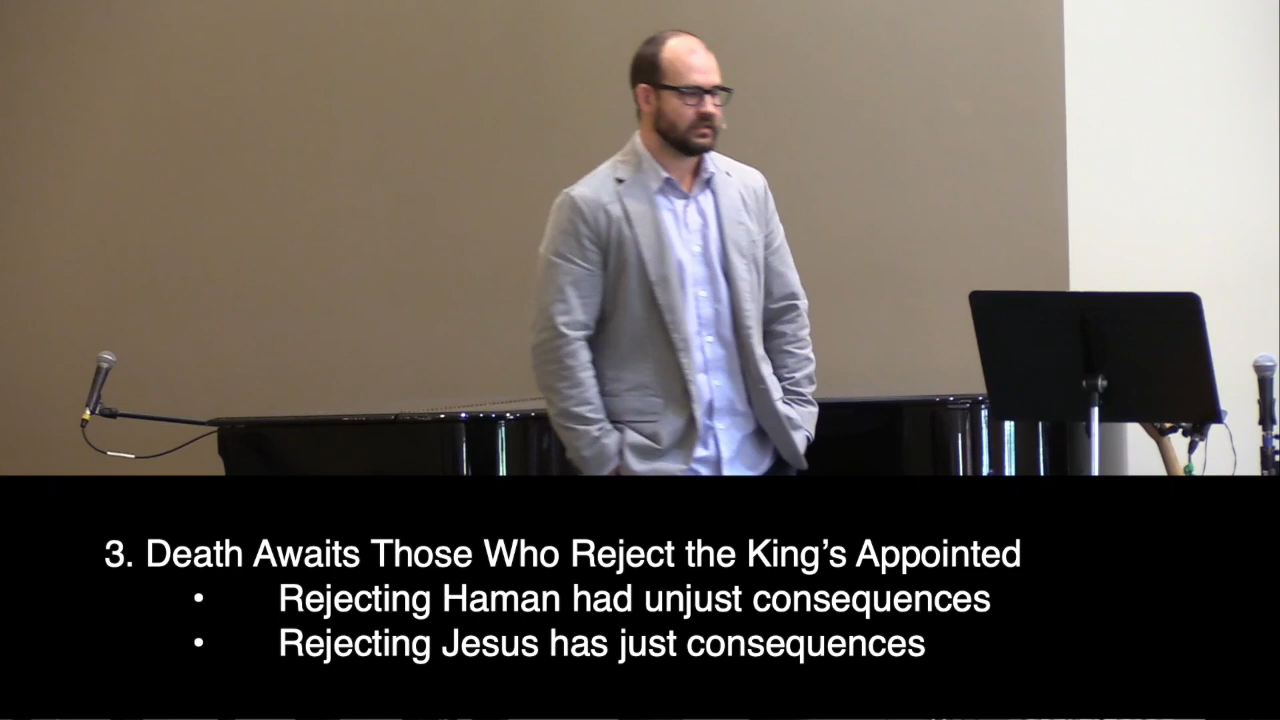 3. Death Awaits Those Who Reject the King’s Appointed
• Rejecting Haman had unjust consequences
• Rejecting Jesus has just consequences